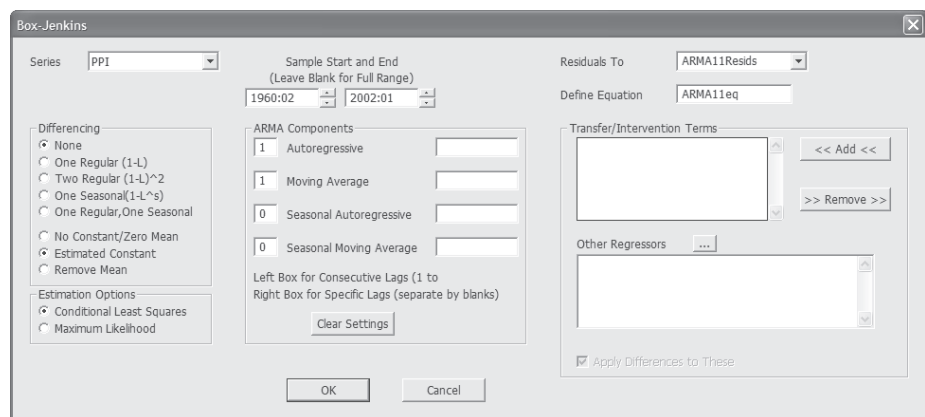 Box-Jenkins
Series PPI
Sample Start and End
(Leave Blank for Full Range)
1960:02 2002:01
Residuals To ARMA11Resids
Define Equation ARMA11eq
Differencing
None
One Regular (1-L)
Two Regular (1-L)^2
One Seasonal(1-L^s)
One Regular,One Seasonal
No Constant/Zero Mean
Estimated Constant
Remove Mean
Estimation Options
Conditional Least Squares
Maximum Likelihood
ARMA Components
1 Autoregressive
1 Moving Average
0 Seasonal Autoregressive
0 Seasonal Moving Average
Left Box for Consecutive Lags (1 to
Right Box for Specific Lags (separate by blanks)
Clear Settings
Transfer/Intervention Terms
<< Add <<
>> Remove >>
Other Regressors ...
Apply Differences to These
OK Cancel